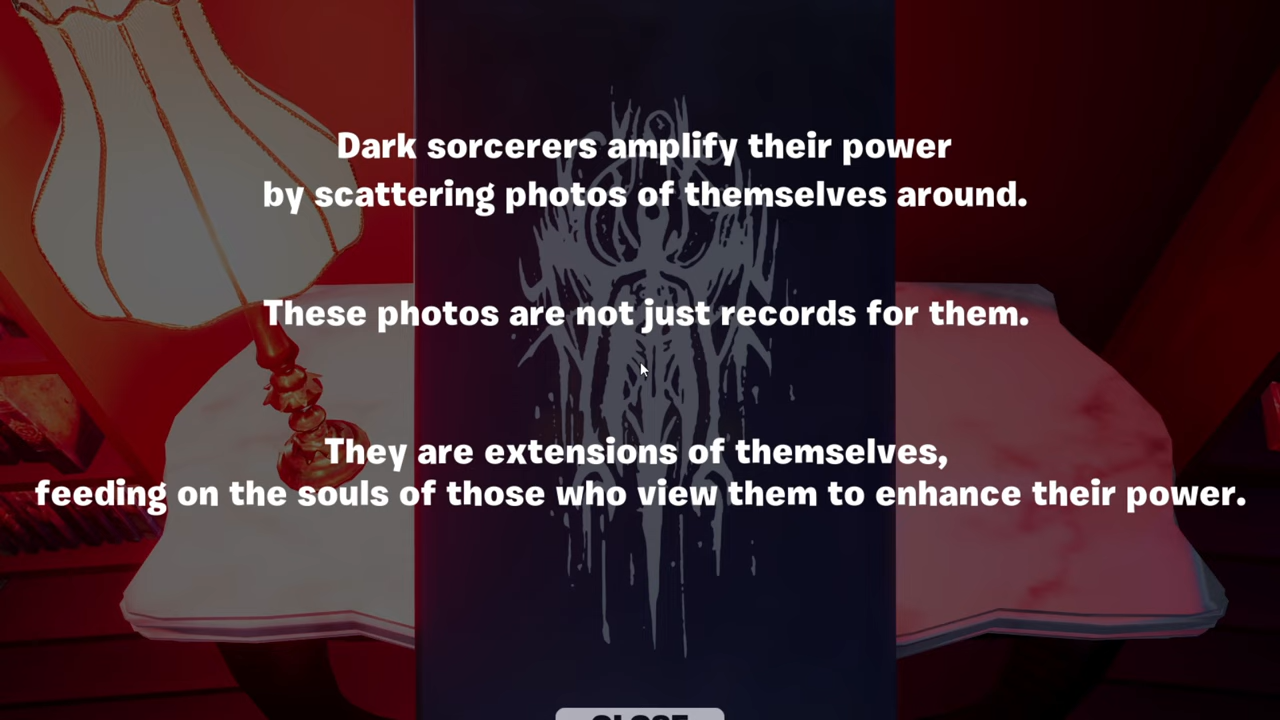 Dark sorcerers amplify their power
by scattering photos of themselves around.
These photos are not just records for them.
They are extensions of themselves,
feeding on the souls of those who view them to enhance their power.
CLOSE